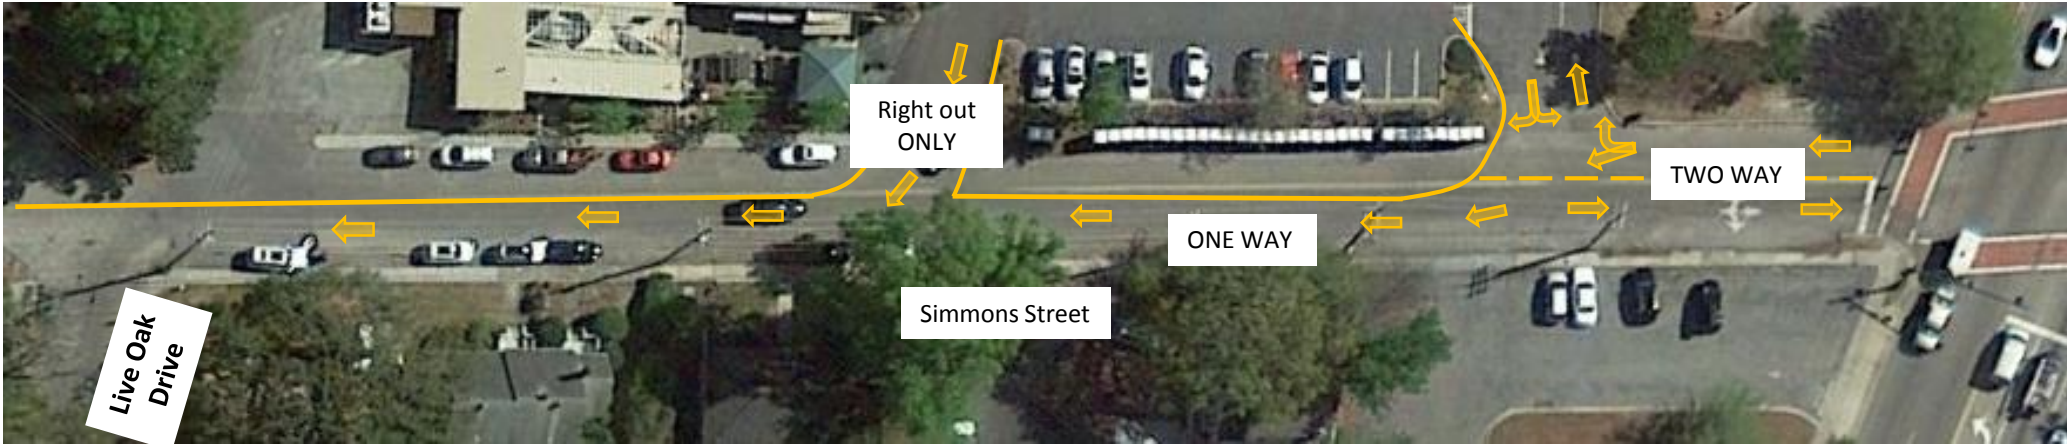 Right out
ONLY
TWO WAY
ONE WAY
Simmons Street
Live Oak
Drive